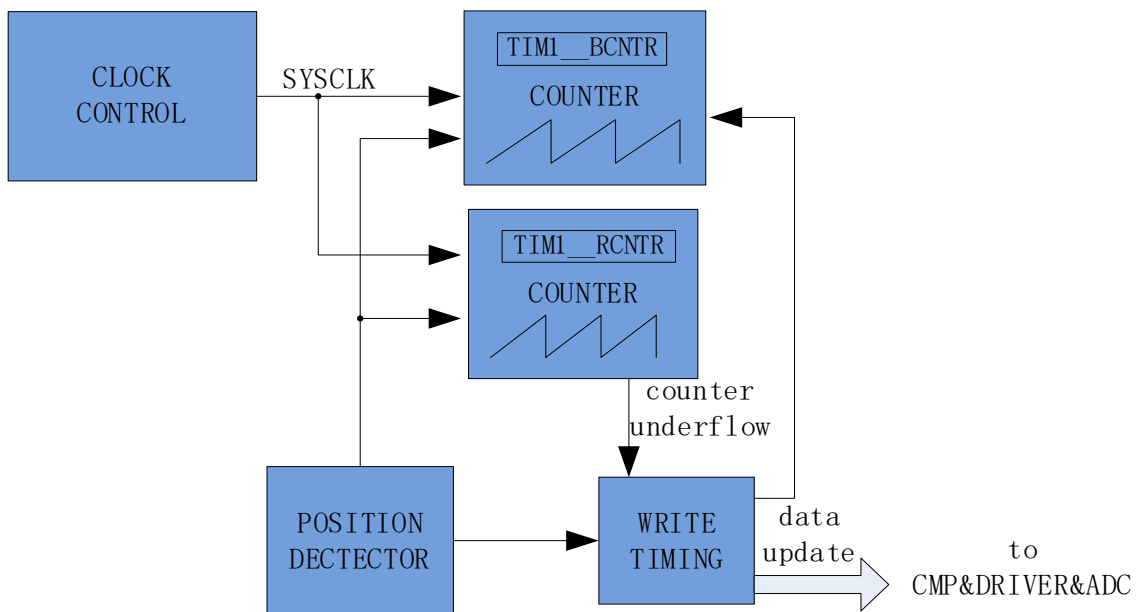 CLOCK
CONTROL
SYSCLK
TIM1__BCNTR
COUNTER
TIM1__RCNTR
COUNTER
counter
underflow
POSITION
DECTECTOR
WRITE
TIMING
data
update
to
CMP&DRIVER&ADC